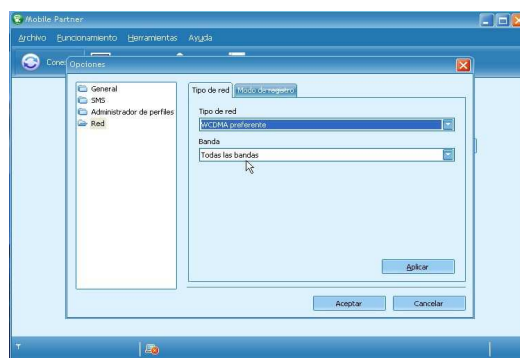 Mobile Partner
Archivo Funcionamiento Herramientas Ayuda
Cone
Opciones
General
SMS
Administrador de perfiles
Red
Tipo de red Modo de registro
Tipo de red
WCDMA preferente
Banda
Todas las bandas
Aplicar
Aceptar Cancelar